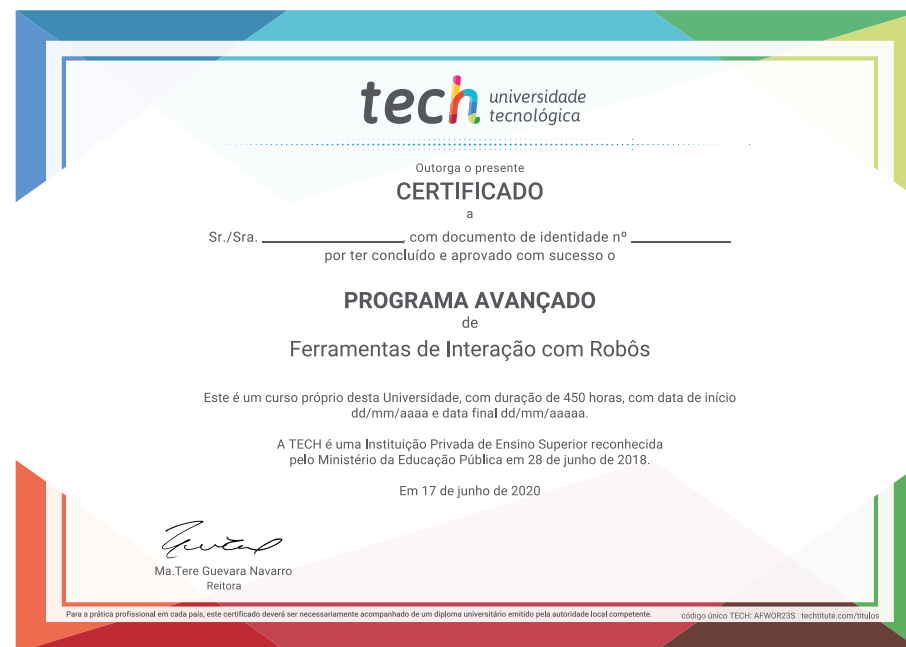 tech universidade
tecnológica
Outorga o presente
CERTIFICADO
a
Sr./Sra. ____________, com documento de identidade nº ____________
por ter concluído e aprovado com sucesso o
PROGRAMA AVANÇADO
de
Ferramentas de Interação com Robôs
Este é um curso próprio desta Universidade, com duração de 450 horas, com data de início
dd/mm/aaaa e data final dd/mm/aaaaa.
A TECH é uma Instituição Privada de Ensino Superior reconhecida
pelo Ministério da Educação Pública em 28 de junho de 2018.
Em 17 de junho de 2020
Ma.Tere Guevara Navarro
Reitora
Para a prática profissional em cada país, este certificado deverá ser necessariamente acompanhado de um diploma universitário emitido pela autoridade local competente.
código único TECH: AFWOR23S techtitute.com/titulos